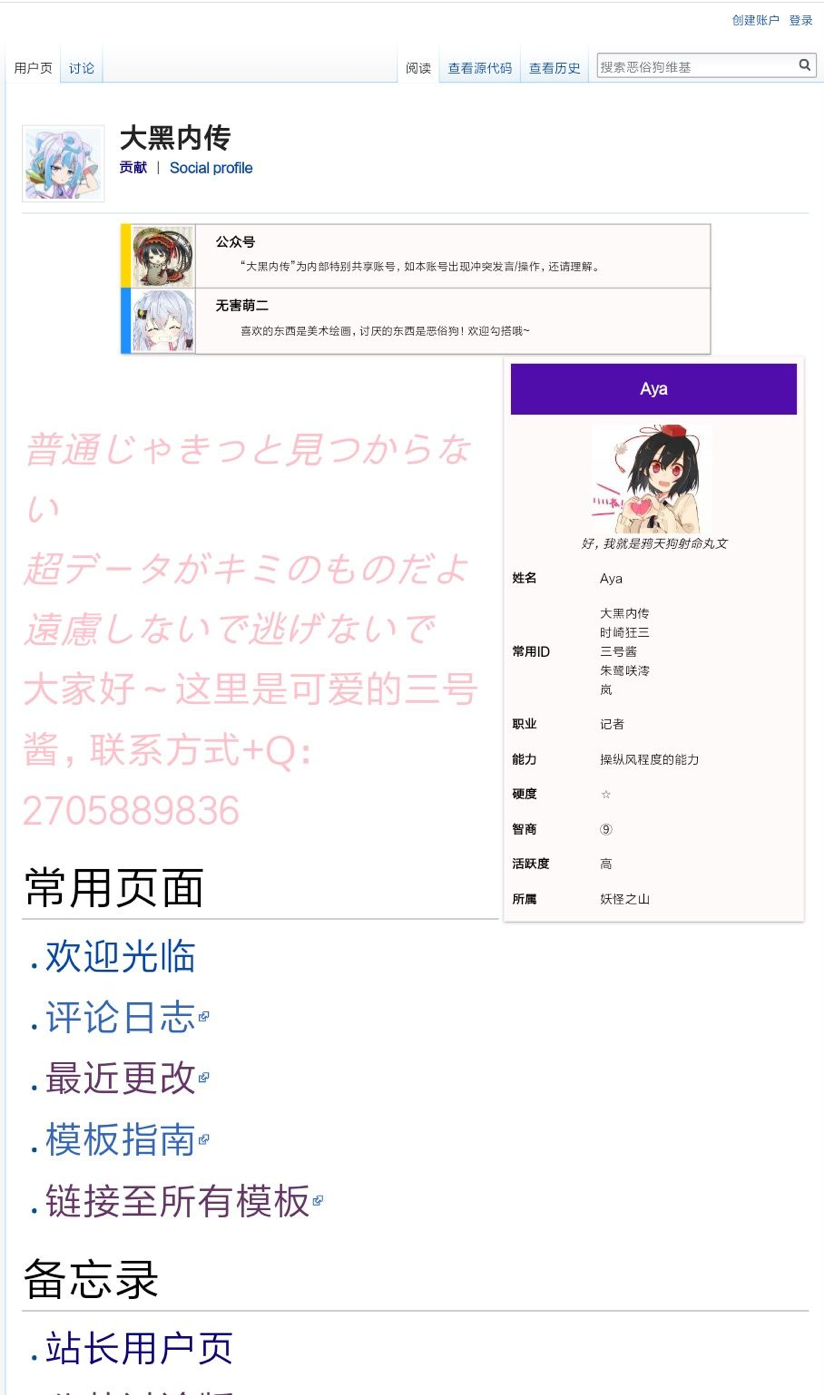 创建账户 登录
用户页 讨论 阅读 查看源代码 查看历史 搜索恶俗狗维基
大黑内传
贡献 | Social profile
公众号
“大黑内传”为内部特别共享账号，如本账号出现冲突发言/操作，还请理解。
无害萌二
喜欢的东西是美术绘画，讨厌的东西是恶俗狗！欢迎勾搭哦~
普通じゃきっと見つからな
い
超データがキミのものだよ
遠慮しないで逃げないで
大家好～这里是可爱的三号
酱，联系方式+Q：
2705889836
Aya
好，我就是鸦天狗射命丸文
姓名 Aya
常用ID
大黑内传
时崎狂三
三号酱
朱鹭咲澪
岚
职业 记者
能力 操纵风程度的能力
硬度 ☆
智商 ⑨
活跃度 高
所属 妖怪之山
常用页面
欢迎光临
评论日志
最近更改
模板指南
链接至所有模板
备忘录
站长用户页